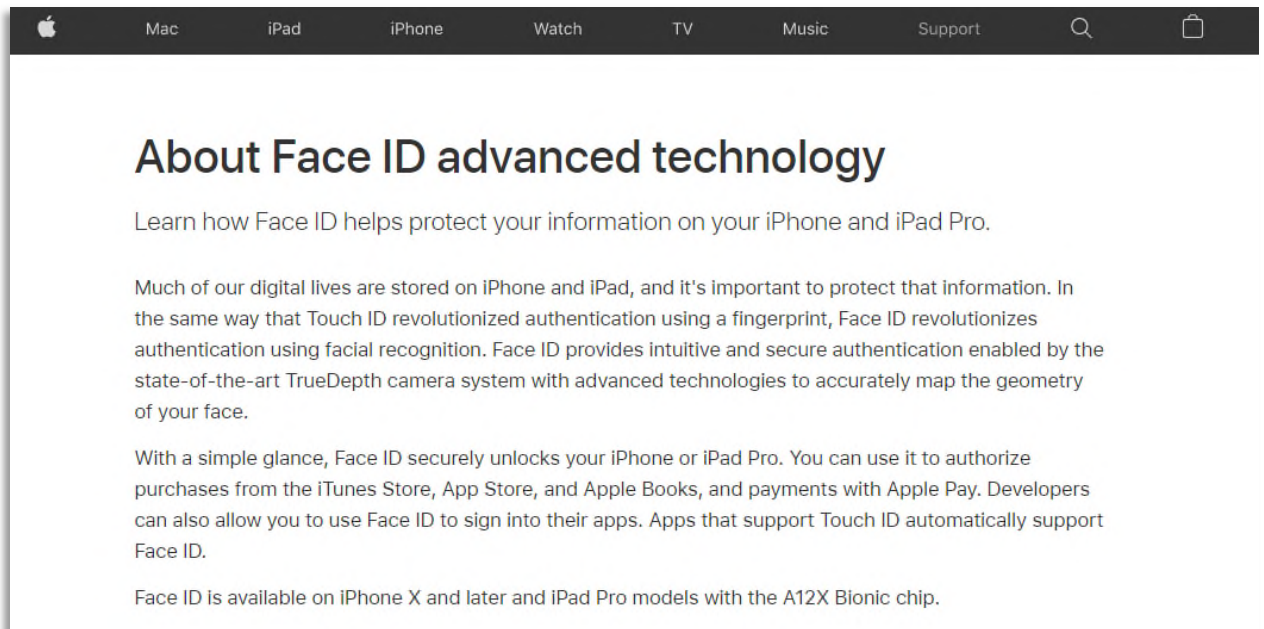 Mac iPad iPhone Watch TV Music Support
About Face ID advanced technology
Learn how Face ID helps protect your information on your iPhone and iPad Pro.
Much of our digital lives are stored on iPhone and iPad, and it's important to protect that information. In
the same way that Touch ID revolutionized authentication using a fingerprint, Face ID revolutionizes
authentication using facial recognition. Face ID provides intuitive and secure authentication enabled by the
state-of-the-art TrueDepth camera system with advanced technologies to accurately map the geometry
of your face.
With a simple glance, Face ID securely unlocks your iPhone or iPad Pro. You can use it to authorize
purchases from the iTunes Store, App Store, and Apple Books, and payments with Apple Pay. Developers
can also allow you to use Face ID to sign into their apps. Apps that support Touch ID automatically support
Face ID.
Face ID is available on iPhone X and later and iPad Pro models with the A12X Bionic chip.